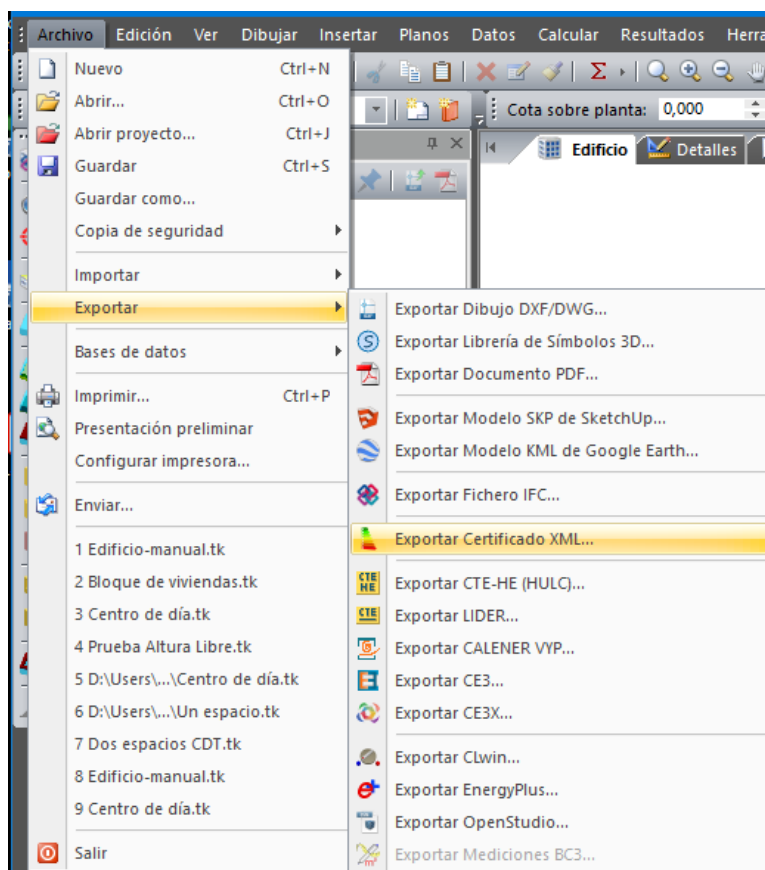 Archivo Edición Ver Dibujar Insertar Planos Datos Calcular Resultados Herra
Nuevo Ctrl+N
Abrir... Ctrl+O
Cota sobre planta: 0,000
Abrir proyecto... Ctrl+J
Edificio Detalles
Guardar Ctrl+S
Guardar como...
Copia de seguridad
Importar
Exportar
Bases de datos
Imprimir... Ctrl+P
Presentación preliminar
Configurar impresora...
Enviar...
1 Edificio-manual.tk
2 Bloque de viviendas.tk
3 Centro de día.tk
4 Prueba Altura Libre.tk
5 D:\Users\...\Centro de día.tk
6 D:\Users\...\Un espacio.tk
7 Dos espacios CDT.tk
8 Edificio-manual.tk
9 Centro de día.tk
Salir
Exportar Dibujo DXF/DWG...
Exportar Librería de Símbolos 3D...
Exportar Documento PDF...
Exportar Modelo SKP de SketchUp...
Exportar Modelo KML de Google Earth...
Exportar Fichero IFC...
Exportar Certificado XML...
CTE HE Exportar CTE-HE (HULC)...
CTE Exportar LIDER...
Exportar CALENER VYP...
Exportar CE3...
Exportar CE3X...
Exportar CLwin...
Exportar EnergyPlus...
Exportar OpenStudio...
Exportar Mediciones BC3...